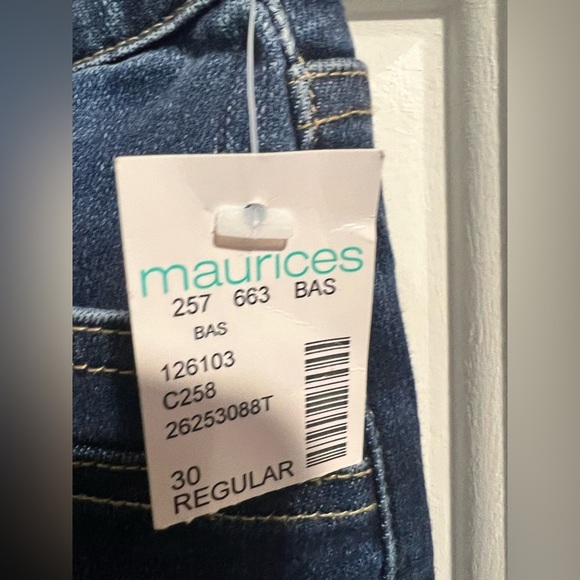 maurices
257 663 BAS
BAS
126103
C258
26253088T
30
REGULAR